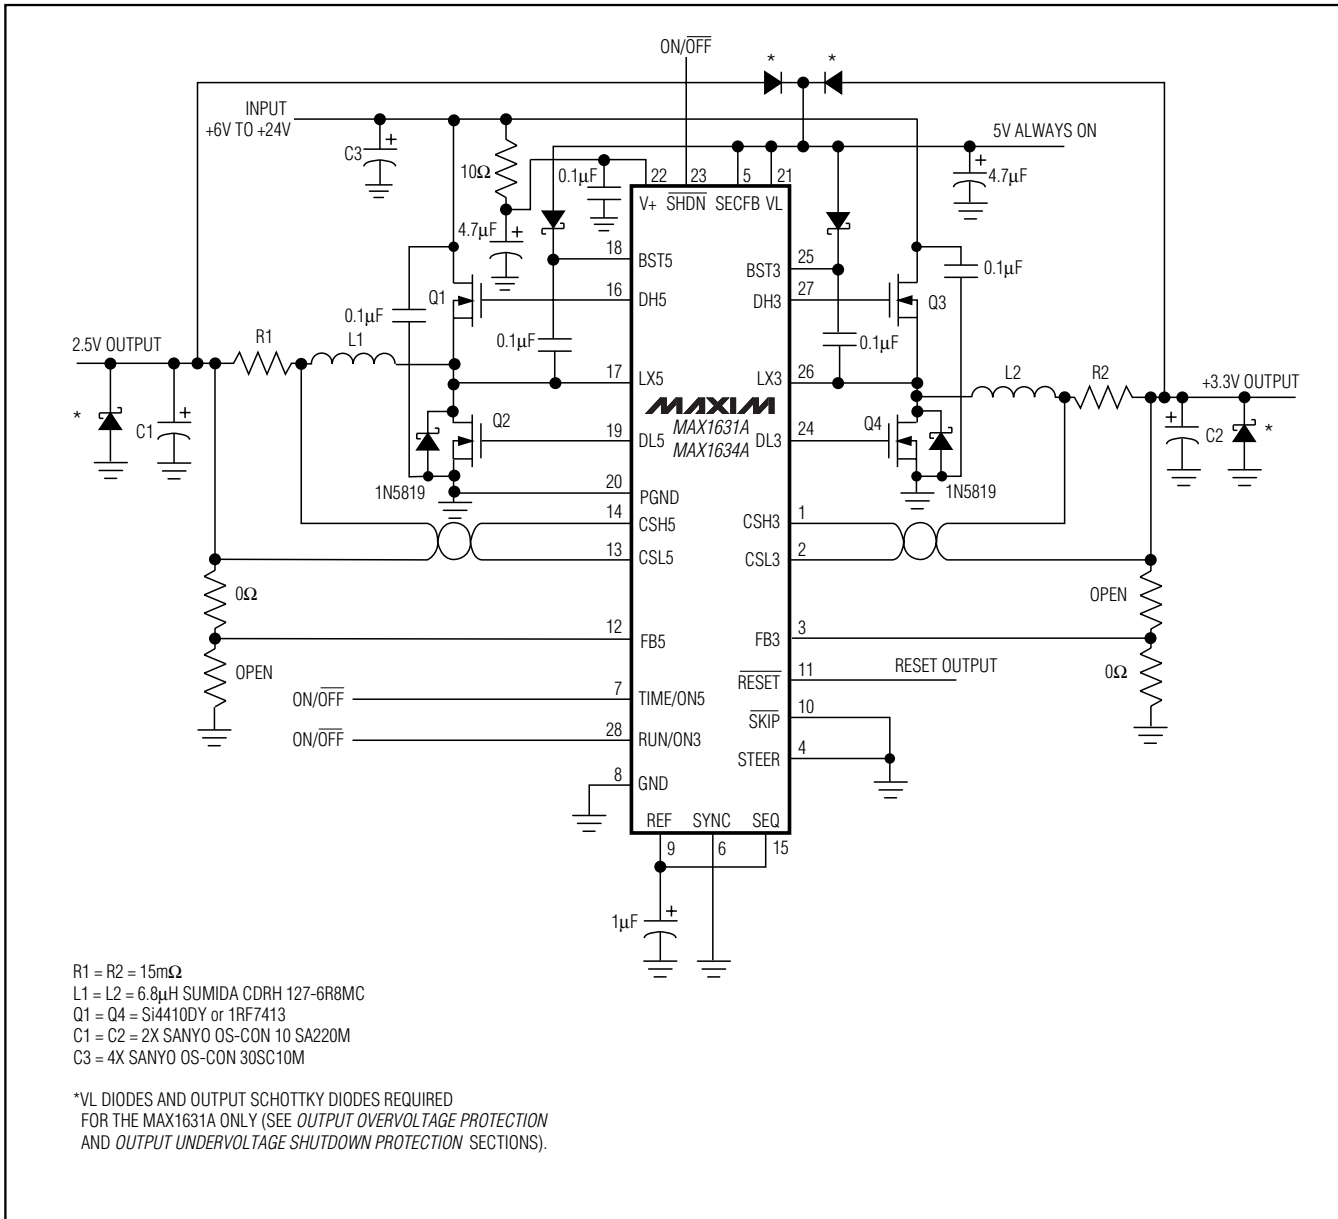 ON/OFF
*
*
INPUT
+6V TO +24V
5V ALWAYS ON
C3
+
10Ω
0.1µF
22
23
5
21
+
4.7µF
V+
SHDN
SECFB
VL
4.7µF
+
18
BST5
BST3
25
0.1µF
16
DH5
DH3
27
Q1
Q3
0.1µF
0.1µF
0.1µF
2.5V OUTPUT
R1
L1
17
LX5
LX3
26
L2
R2
+3.3V OUTPUT
MAXIM
MAX1631A
MAX1634A
*
C1
+
Q2
19
DL5
DL3
24
Q4
+
C2
*
1N5819
1N5819
20
PGND
14
CSH5
CSH3
1
13
CSL5
CSL3
2
0Ω
OPEN
12
FB5
FB3
3
OPEN
RESET
11
RESET OUTPUT
0Ω
ON/OFF
7
TIME/ON5
SKIP
10
ON/OFF
28
RUN/ON3
STEER
4
8
GND
REF
SYNC
SEQ
9
6
15
1µF
+
R1 = R2 = 15mΩ
L1 = L2 = 6.8µH SUMIDA CDRH 127-6R8MC
Q1 = Q4 = Si4410DY or 1RF7413
C1 = C2 = 2X SANYO OS-CON 10 SA220M
C3 = 4X SANYO OS-CON 30SC10M
*VL DIODES AND OUTPUT SCHOTTKY DIODES REQUIRED
FOR THE MAX1631A ONLY (SEE OUTPUT OVERVOLTAGE PROTECTION
AND OUTPUT UNDERVOLTAGE SHUTDOWN PROTECTION SECTIONS).